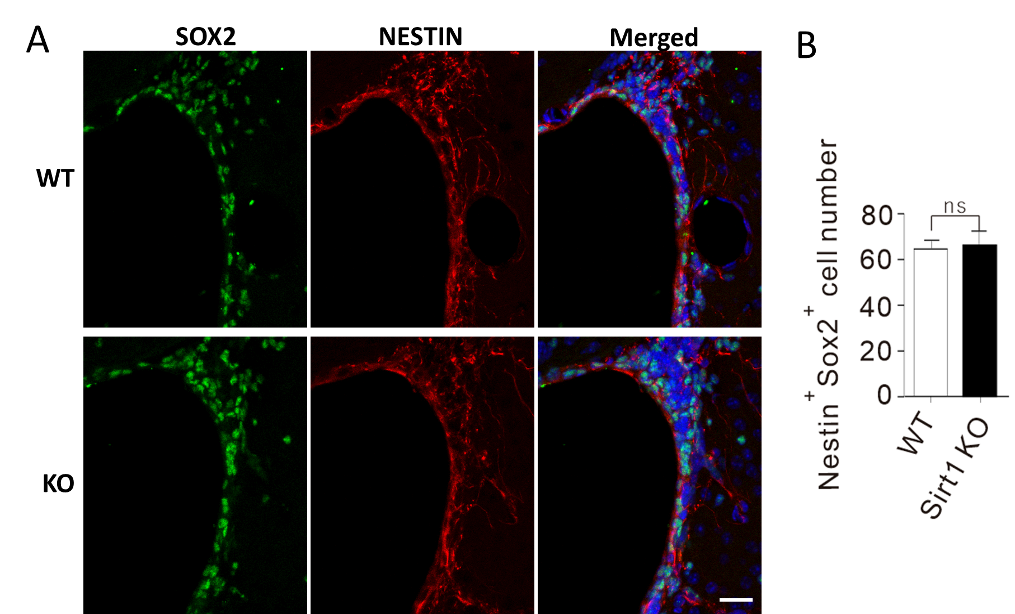 A
SOX2
NESTIN
Merged
WT
KO
B
Nestin+ Sox2+ cell number
80
60
40
20
0
ns
WT
Sirt1 KO